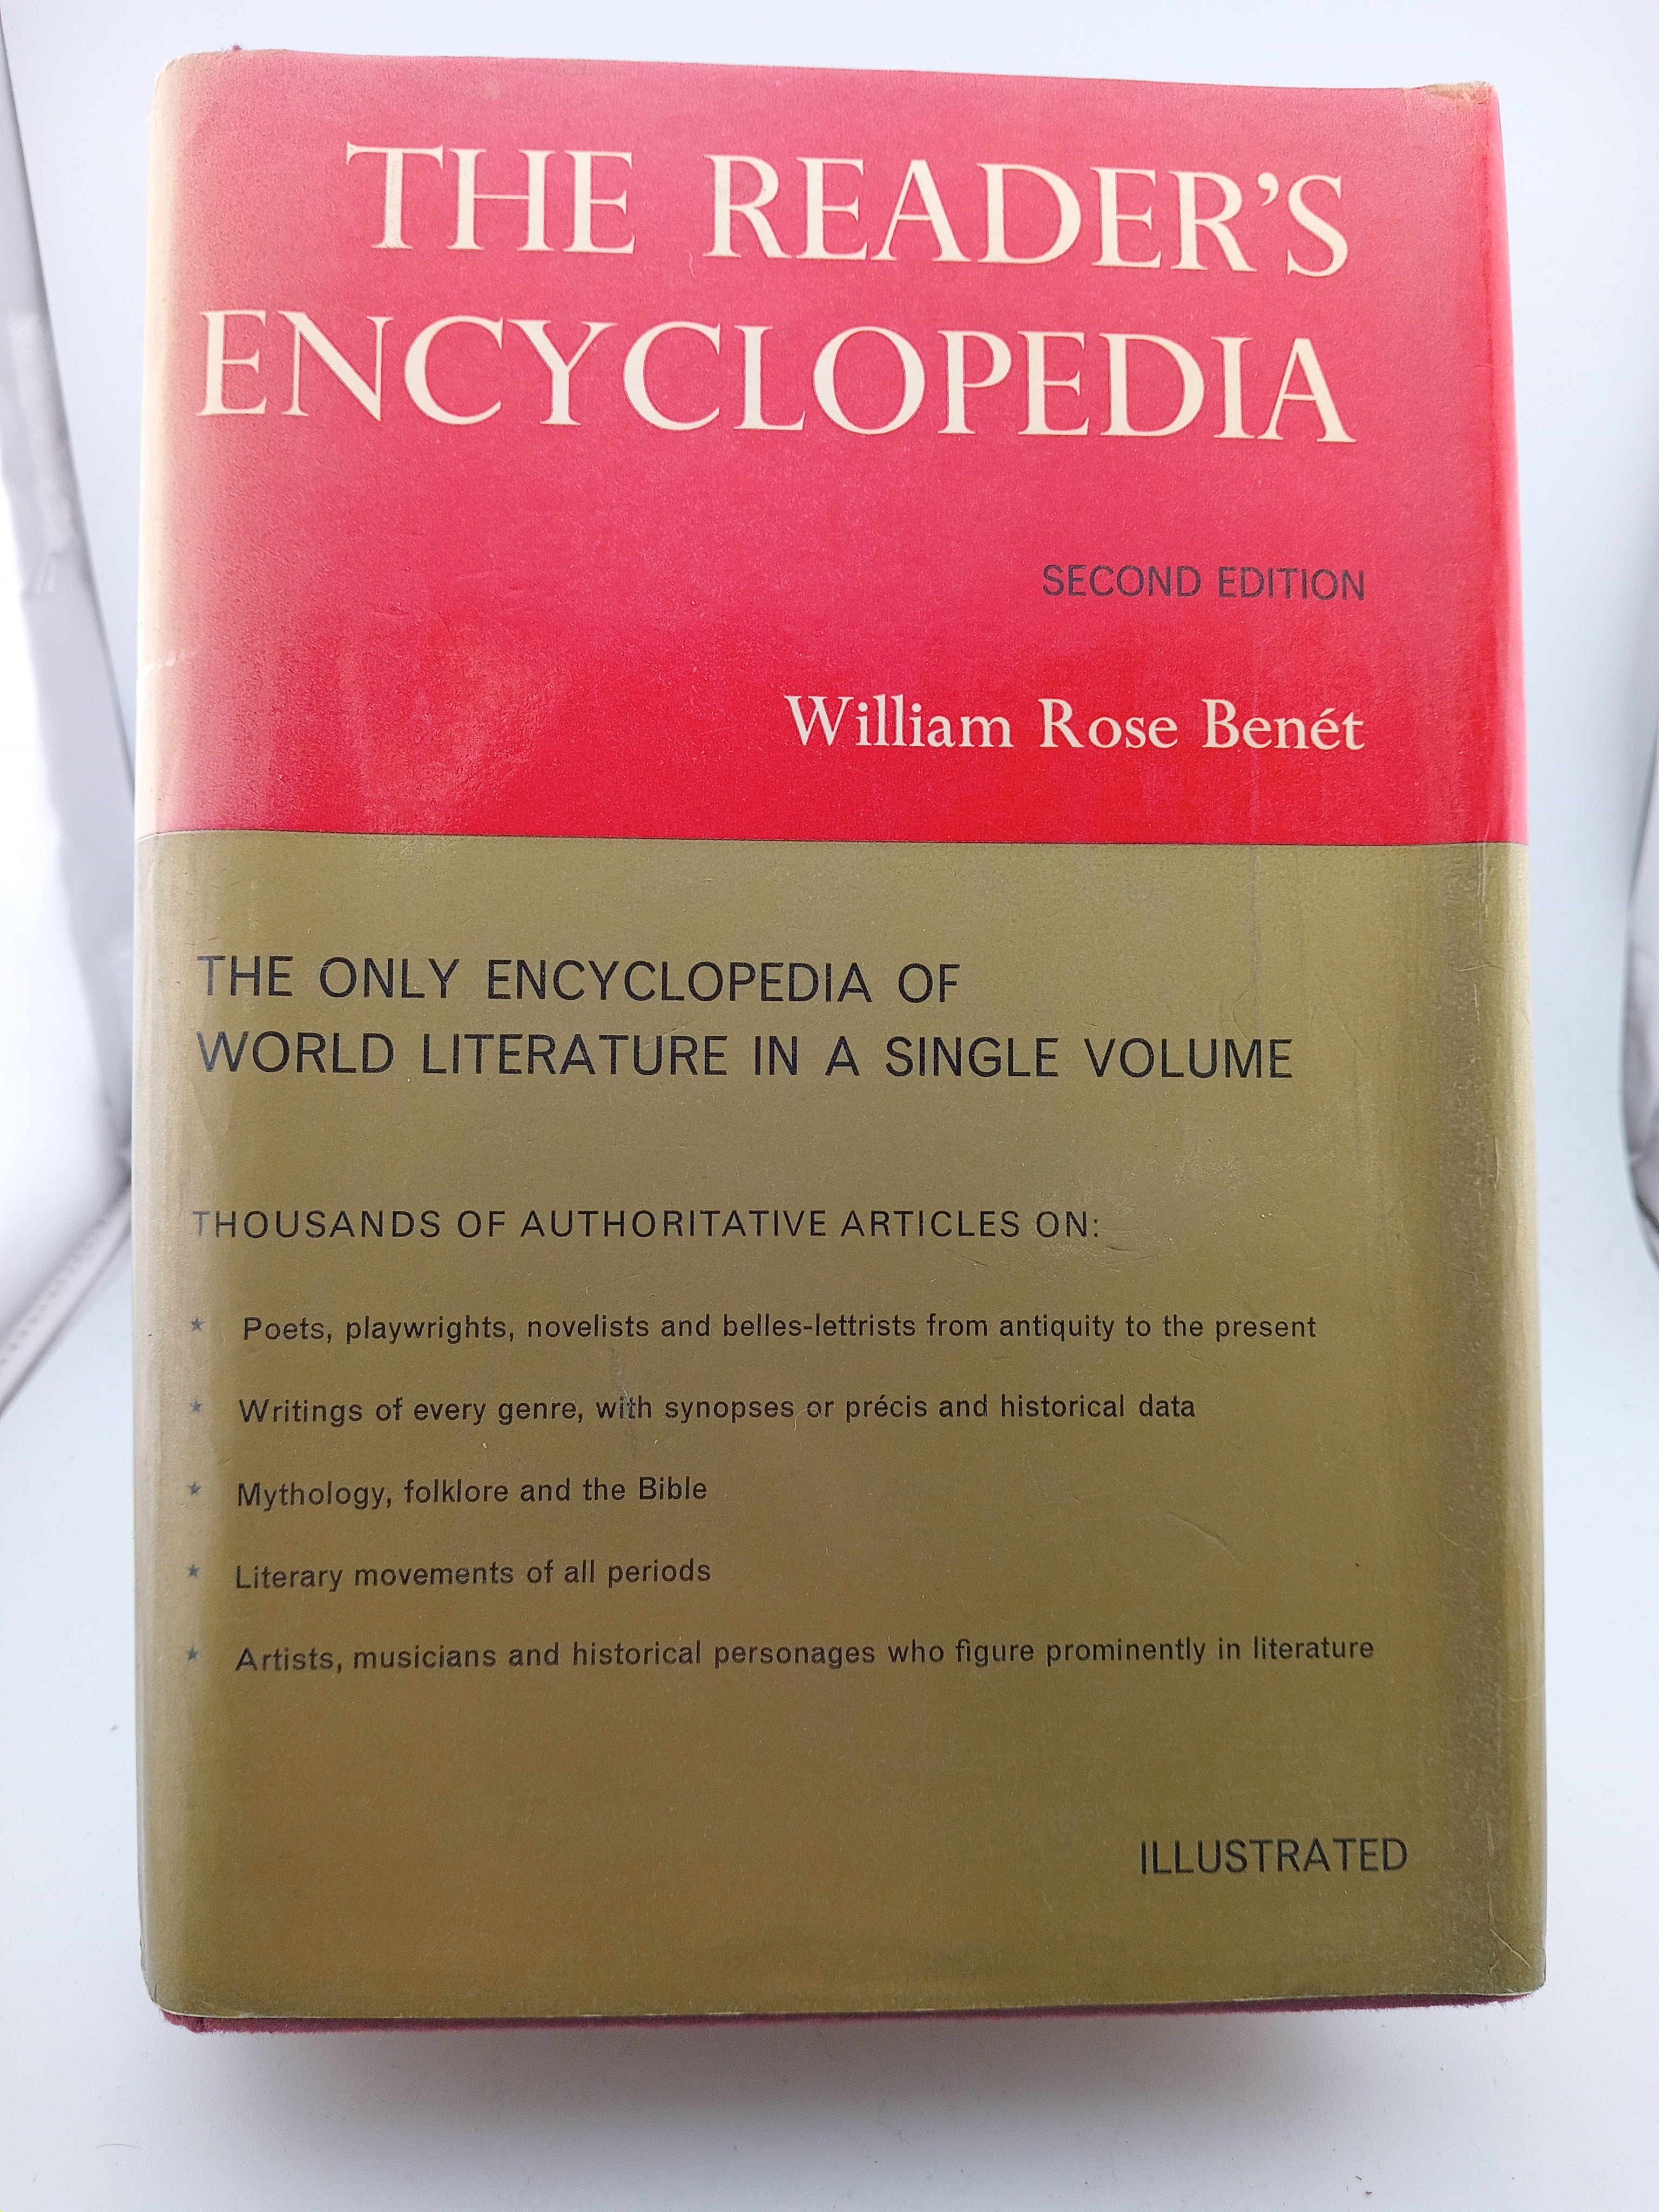 THE READER’S
ENCYCLOPEDIA
SECOND EDITION
William Rose Benét
THE ONLY ENCYCLOPEDIA OF
WORLD LITERATURE IN A SINGLE VOLUME
THOUSANDS OF AUTHORITATIVE ARTICLES ON:
★ Poets, playwrights, novelists and belles-lettrists from antiquity to the present
★ Writings of every genre, with synopses or précis and historical data
★ Mythology, folklore and the Bible
★ Literary movements of all periods
★ Artists, musicians and historical personages who figure prominently in literature
ILLUSTRATED